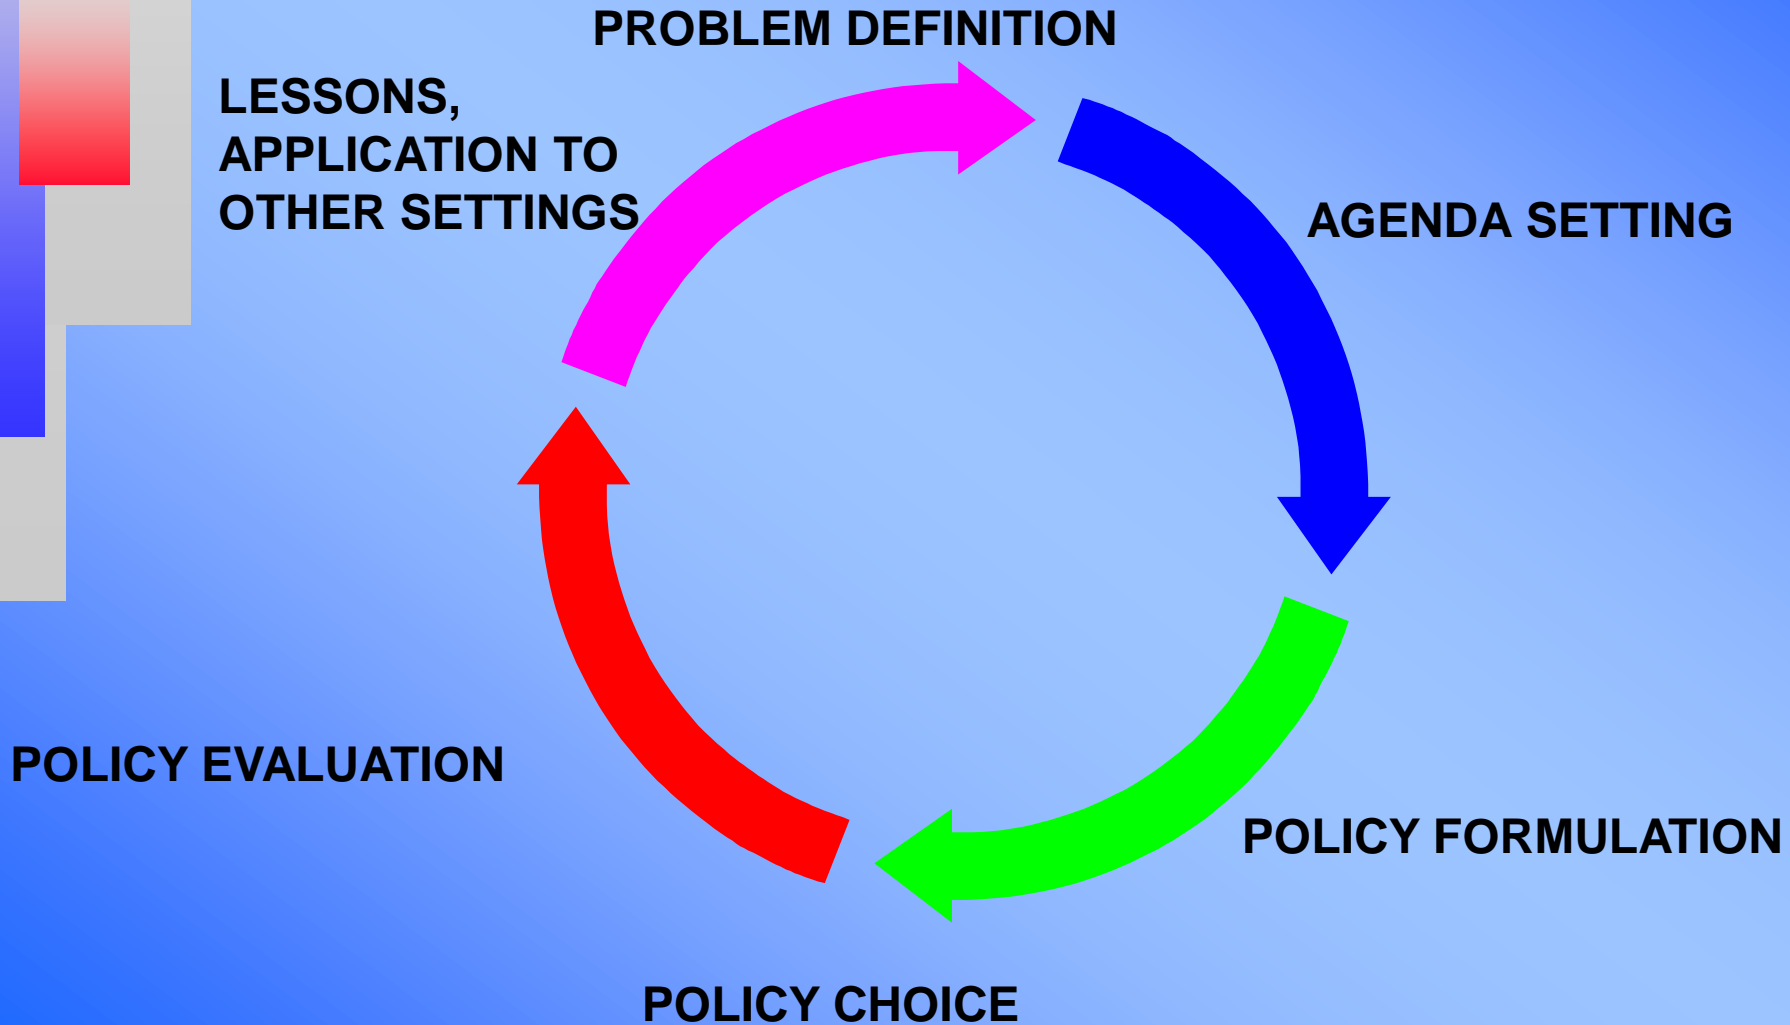 PROBLEM DEFINITION
LESSONS,
APPLICATION TO
OTHER SETTINGS
AGENDA SETTING
POLICY EVALUATION
POLICY FORMULATION
POLICY CHOICE